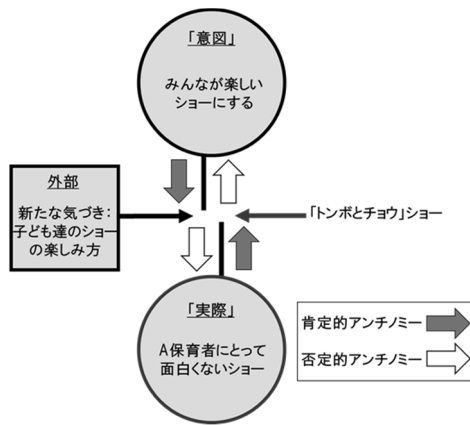 「意図」
みんなが楽しい
ショーにする
外部
新たな気づき:
子ども達のショー
の楽しみ方
「トンボとチョウ」ショー
「実際」
A保育者にとって
面白くないショー
肯定的アンチノミー
否定的アンチノミー